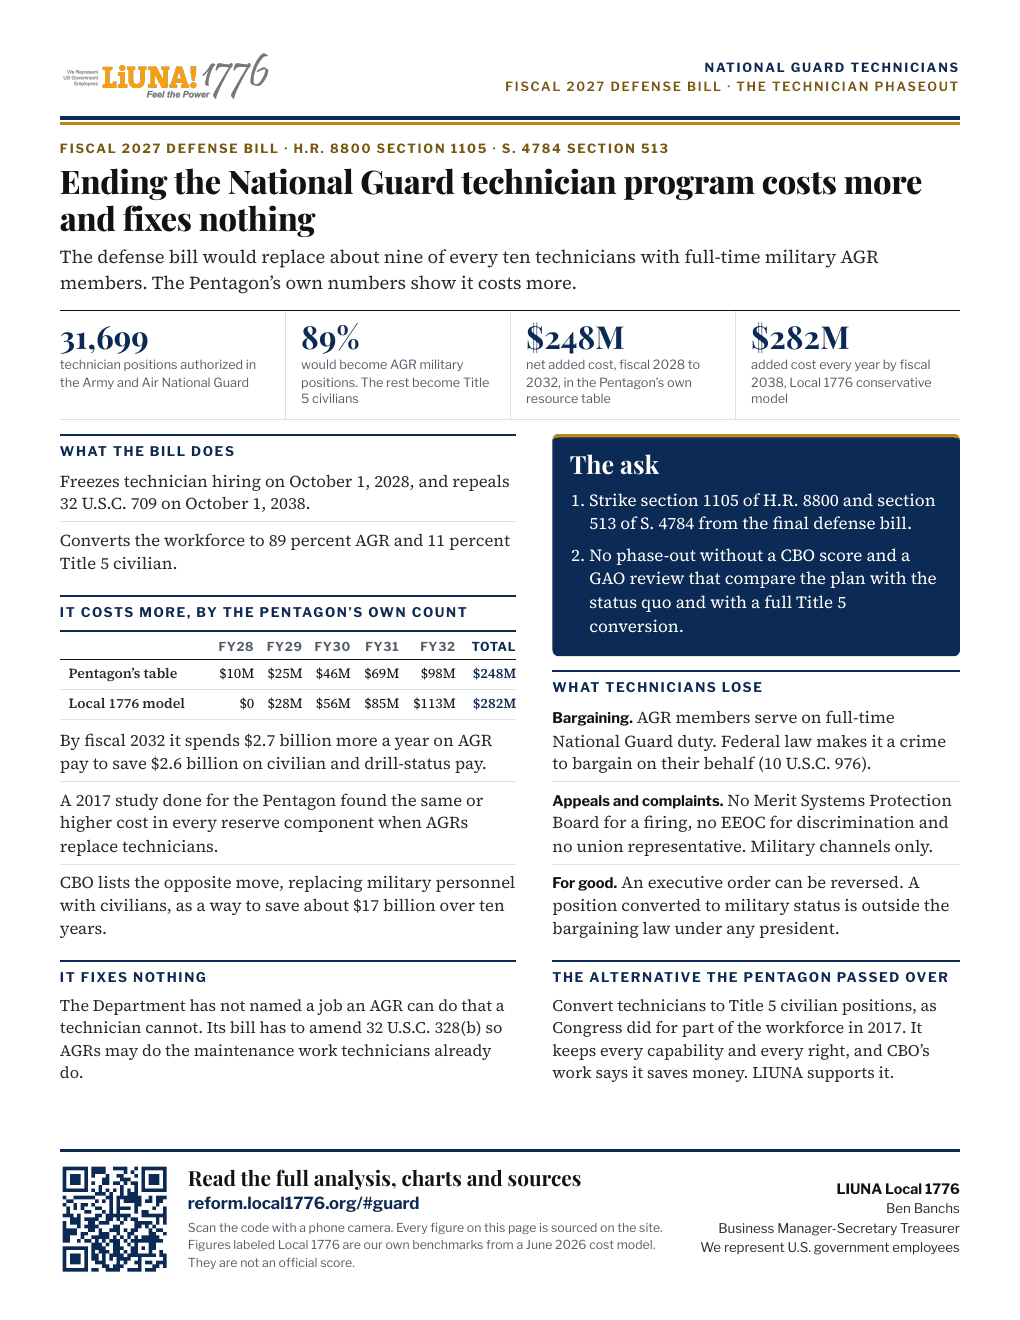 We Represent
US Government
Employees
LiUNA! 1776
Feel the Power
NATIONAL GUARD TECHNICIANS
FISCAL 2027 DEFENSE BILL · THE TECHNICIAN PHASEOUT
FISCAL 2027 DEFENSE BILL · H.R. 8800 SECTION 1105 · S. 4784 SECTION 513
Ending the National Guard technician program costs more
and fixes nothing
The defense bill would replace about nine of every ten technicians with full-time military AGR
members. The Pentagon’s own numbers show it costs more.
31,699
technician positions authorized in
the Army and Air National Guard
89%
would become AGR military
positions. The rest become Title
5 civilians
$248M
net added cost, fiscal 2028 to
2032, in the Pentagon’s own
resource table
$282M
added cost every year by fiscal
2038, Local 1776 conservative
model
WHAT THE BILL DOES
Freezes technician hiring on October 1, 2028, and repeals
32 U.S.C. 709 on October 1, 2038.
Converts the workforce to 89 percent AGR and 11 percent
Title 5 civilian.
IT COSTS MORE, BY THE PENTAGON’S OWN COUNT
FY28 FY29 FY30 FY31 FY32 TOTAL
Pentagon’s table $10M $25M $46M $69M $98M $248M
Local 1776 model $0 $28M $56M $85M $113M $282M
By fiscal 2032 it spends $2.7 billion more a year on AGR
pay to save $2.6 billion on civilian and drill-status pay.
A 2017 study done for the Pentagon found the same or
higher cost in every reserve component when AGRs
replace technicians.
CBO lists the opposite move, replacing military personnel
with civilians, as a way to save about $17 billion over ten
years.
IT FIXES NOTHING
The Department has not named a job an AGR can do that a
technician cannot. Its bill has to amend 32 U.S.C. 328(b) so
AGRs may do the maintenance work technicians already
do.
The ask
1. Strike section 1105 of H.R. 8800 and section
513 of S. 4784 from the final defense bill.
2. No phase-out without a CBO score and a
GAO review that compare the plan with the
status quo and with a full Title 5
conversion.
WHAT TECHNICIANS LOSE
Bargaining. AGR members serve on full-time
National Guard duty. Federal law makes it a crime
to bargain on their behalf (10 U.S.C. 976).
Appeals and complaints. No Merit Systems Protection
Board for a firing, no EEOC for discrimination and
no union representative. Military channels only.
For good. An executive order can be reversed. A
position converted to military status is outside the
bargaining law under any president.
THE ALTERNATIVE THE PENTAGON PASSED OVER
Convert technicians to Title 5 civilian positions, as
Congress did for part of the workforce in 2017. It
keeps every capability and every right, and CBO’s
work says it saves money. LIUNA supports it.
Read the full analysis, charts and sources
reform.local1776.org/#guard
Scan the code with a phone camera. Every figure on this page is sourced on the site.
Figures labeled Local 1776 are our own benchmarks from a June 2026 cost model.
They are not an official score.
LIUNA Local 1776
Ben Banchs
Business Manager-Secretary Treasurer
We represent U.S. government employees